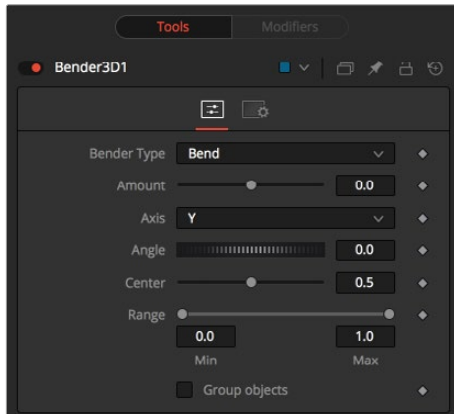 Tools Modifiers
Bender3D1
Bender Type Bend
Amount 0.0
Axis Y
Angle 0.0
Center 0.5
Range
0.0 1.0
Min Max
Group objects